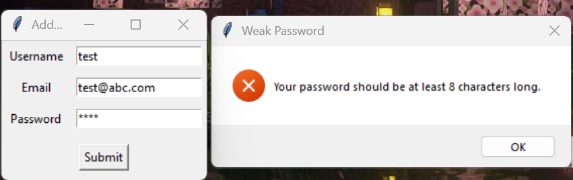 Add...
Username test
Email test@abc.com
Password ****
Submit
Weak Password
Your password should be at least 8 characters long.
OK